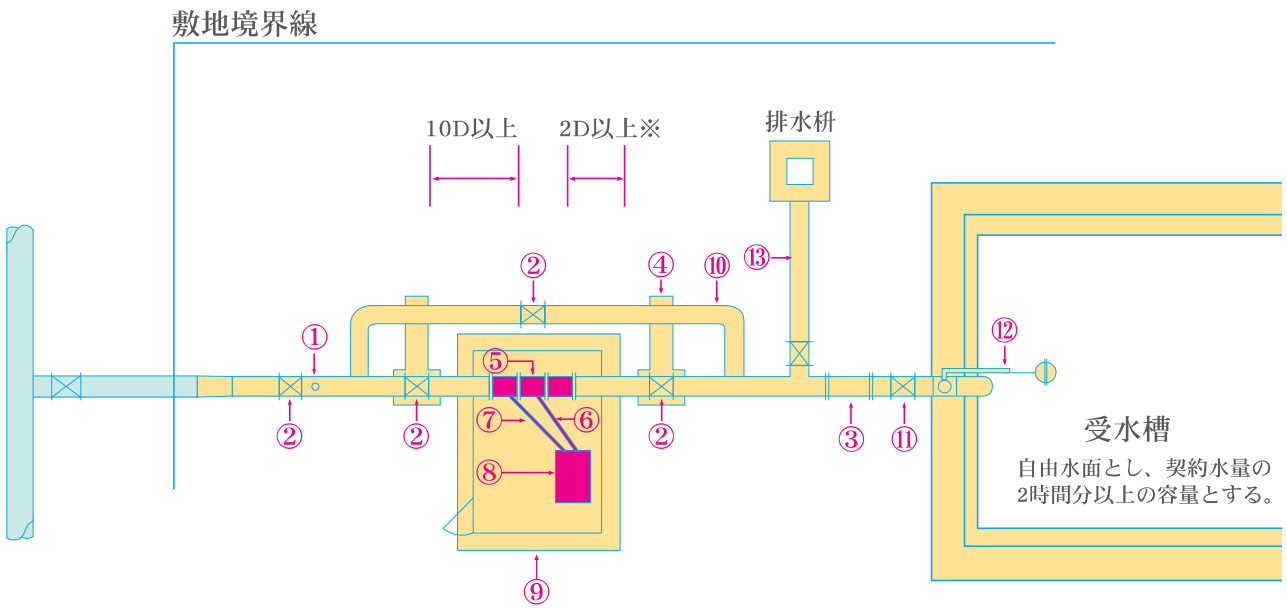 敷地境界線
10D以上
2D以上※
排水枡
②
④
⑩
⑬
①
⑤
⑫
⑦
⑥
②
②
②
③
⑪
⑧
⑨
受水槽
自由水面とし、契約水量の
2時間分以上の容量とする。